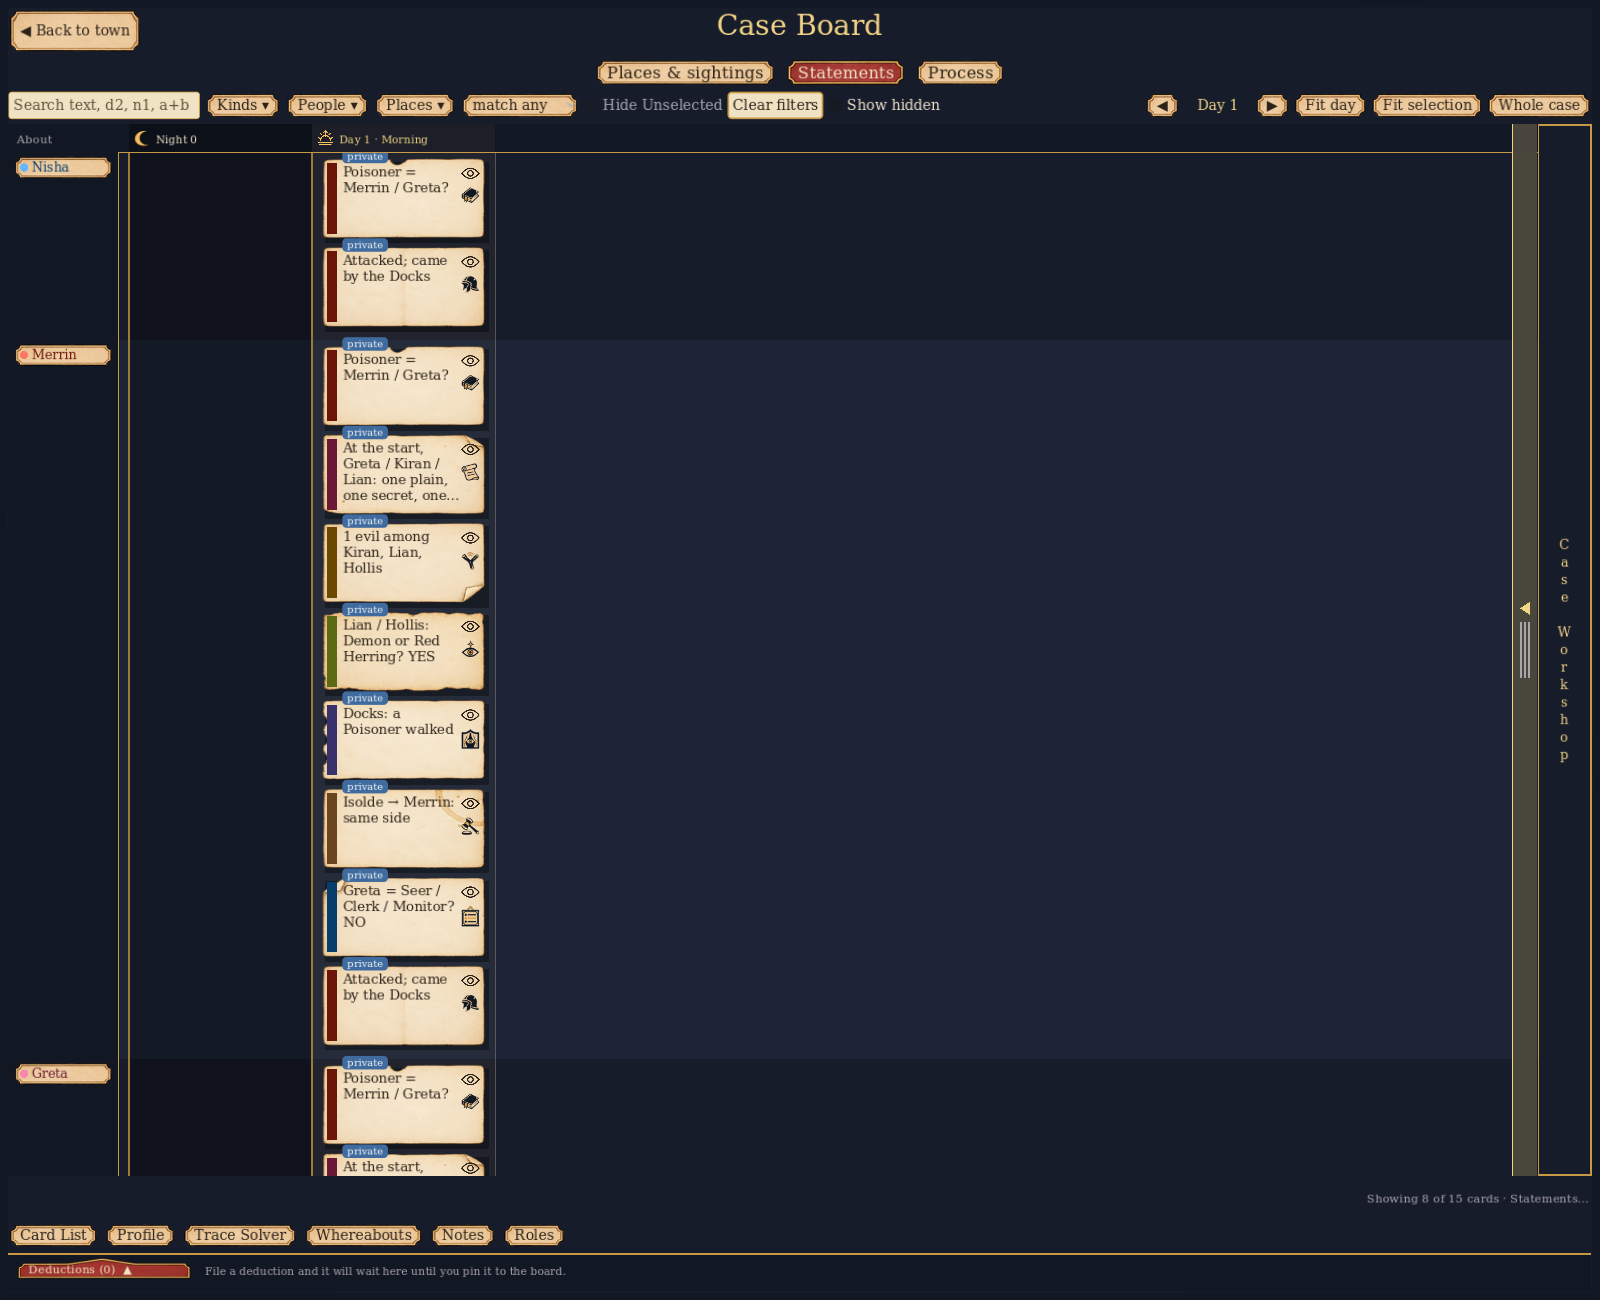 ◀ Back to town
Case Board
Places & sightings
Statements
Process
Search text, d2, n1, a+b
Kinds ▾
People ▾
Places ▾
match any
Hide Unselected
Clear filters
Show hidden
◀
Day 1
▶
Fit day
Fit selection
Whole case
About
Night 0
Day 1 · Morning
Nisha
private
Poisoner =
Merrin / Greta?
private
Attacked; came
by the Docks
Merrin
private
Poisoner =
Merrin / Greta?
private
At the start,
Greta / Kiran /
Lian: one plain,
one secret, one...
private
1 evil among
Kiran, Lian,
Hollis
private
Lian / Hollis:
Demon or Red
Herring? YES
private
Docks: a
Poisoner walked
private
Isolde → Merrin:
same side
private
Greta = Seer /
Clerk / Monitor?
NO
private
Attacked; came
by the Docks
Greta
private
Poisoner =
Merrin / Greta?
private
At the start,
Case Workshop
Showing 8 of 15 cards · Statements...
Card List
Profile
Trace Solver
Whereabouts
Notes
Roles
Deductions (0) ▲
File a deduction and it will wait here until you pin it to the board.